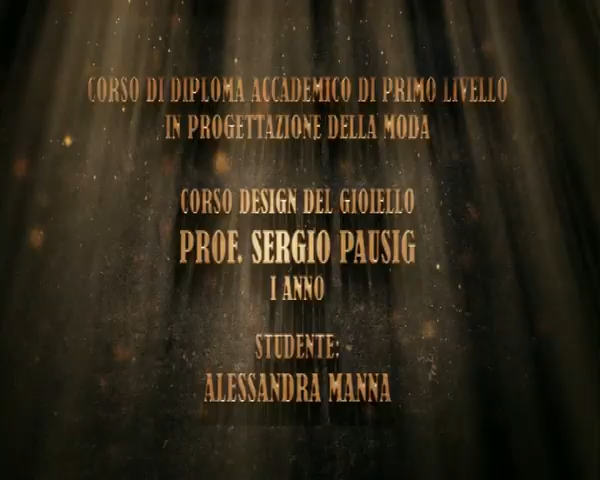 CORSO DI DIPLOMA ACCADEMICO DI PRIMO LIVELLO
IN PROGETTAZIONE DELLA MODA
CORSO DESIGN DEL GIOIELLO
PROF. SERGIO PAUSIG
I ANNO
STUDENTE:
ALESSANDRA MANNA